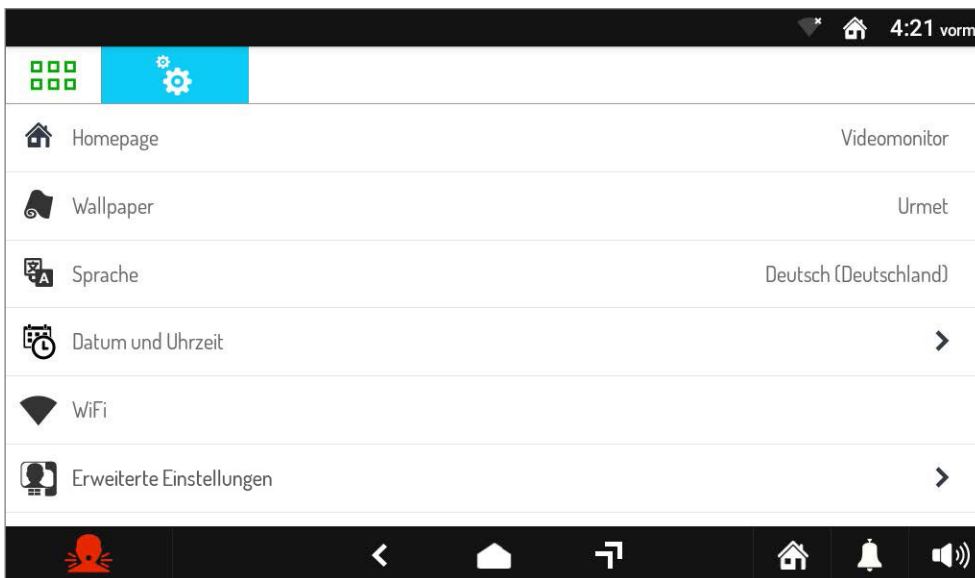 4:21 vorm
Homepage Videomonitor
Wallpaper Urmet
Sprache Deutsch (Deutschland)
Datum und Uhrzeit
WiFi
Erweiterte Einstellungen